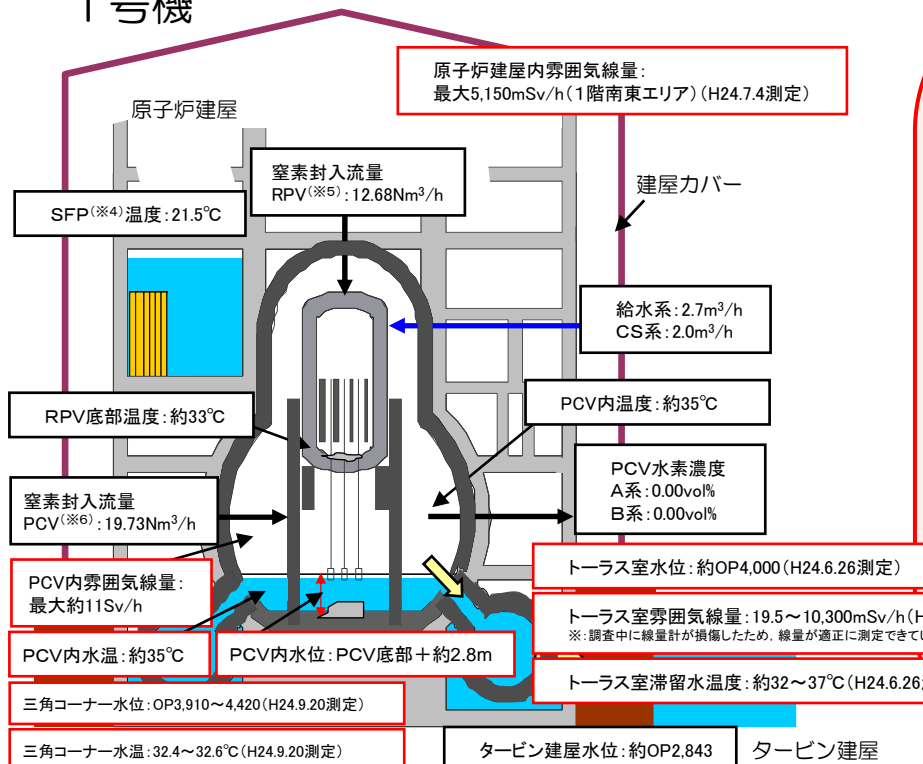 1号機
原子炉建屋内雰囲気線量:
最大5,150mSv/h(1階南東エリア)(H24.7.4測定)
原子炉建屋
窒素封入流量
RPV(※5):12.68Nm³/h
建屋カバー
SFP(※4)温度:21.5℃
給水系:2.7m³/h
CS系:2.0m³/h
RPV底部温度:約33℃
PCV内温度:約35℃
PCV水素濃度
A系:0.00vol%
B系:0.00vol%
窒素封入流量
PCV(※6):19.73Nm³/h
トーラス室水位:約OP4,000(H24.6.26測定)
PCV内雰囲気線量:
最大約11Sv/h
トーラス室雰囲気線量:19.5~10,300mSv/h(H
※:調査中に線量計が損傷したため、線量が適正に測定できてい
PCV内水温:約35℃
PCV内水位:PCV底部+約2.8m
トーラス室滞留水温度:約32~37℃(H24.6.26
三角コーナー水位:OP3,910~4,420(H24.9.20測定)
三角コーナー水温:32.4~32.6℃(H24.9.20測定)
タービン建屋水位:約OP2,843
タービン建屋